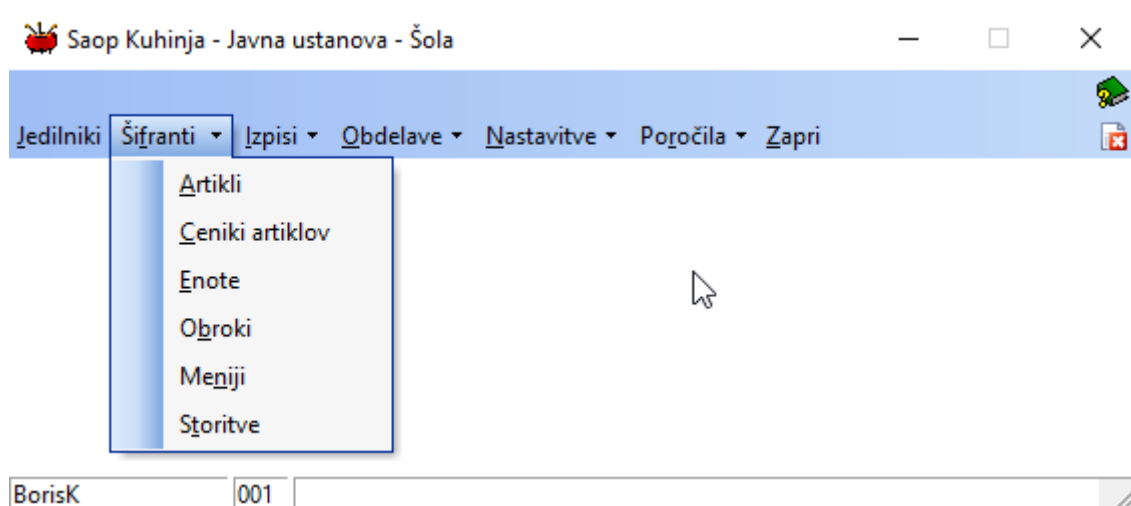 Saop Kuhinja - Javna ustanova - Šola
Jedilniki Šifranti Izpisi Obdelave Nastavitve Poročila Zapri
Artikli
Ceniki artiklov
Enote
Obroki
Meniji
Storitve
BorisK 001